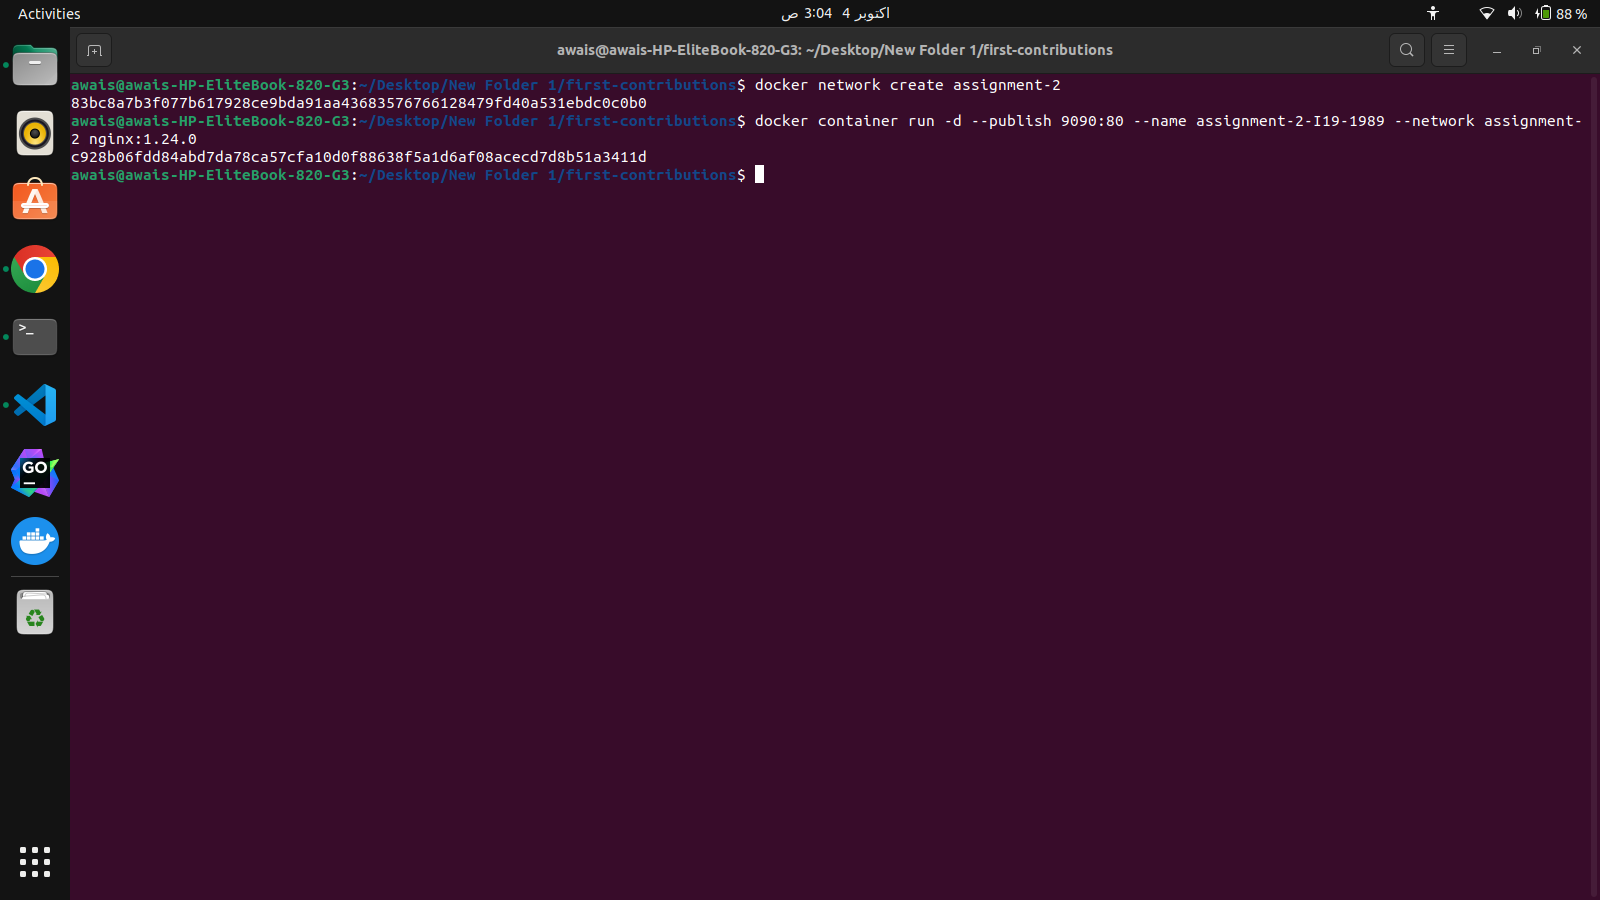 Activities
اکتوبر 4  3:04 ص
88 %
awais@awais-HP-EliteBook-820-G3: ~/Desktop/New Folder 1/first-contributions
awais@awais-HP-EliteBook-820-G3:~/Desktop/New Folder 1/first-contributions$ docker network create assignment-2
83bc8a7b3f077b617928ce9bda91aa43683576766128479fd40a531ebdc0c0b0
awais@awais-HP-EliteBook-820-G3:~/Desktop/New Folder 1/first-contributions$ docker container run -d --publish 9090:80 --name assignment-2-I19-1989 --network assignment-
2 nginx:1.24.0
c928b06fdd84abd7da78ca57cfa10d0f88638f5a1d6af08acecd7d8b51a3411d
awais@awais-HP-EliteBook-820-G3:~/Desktop/New Folder 1/first-contributions$
>_
GO